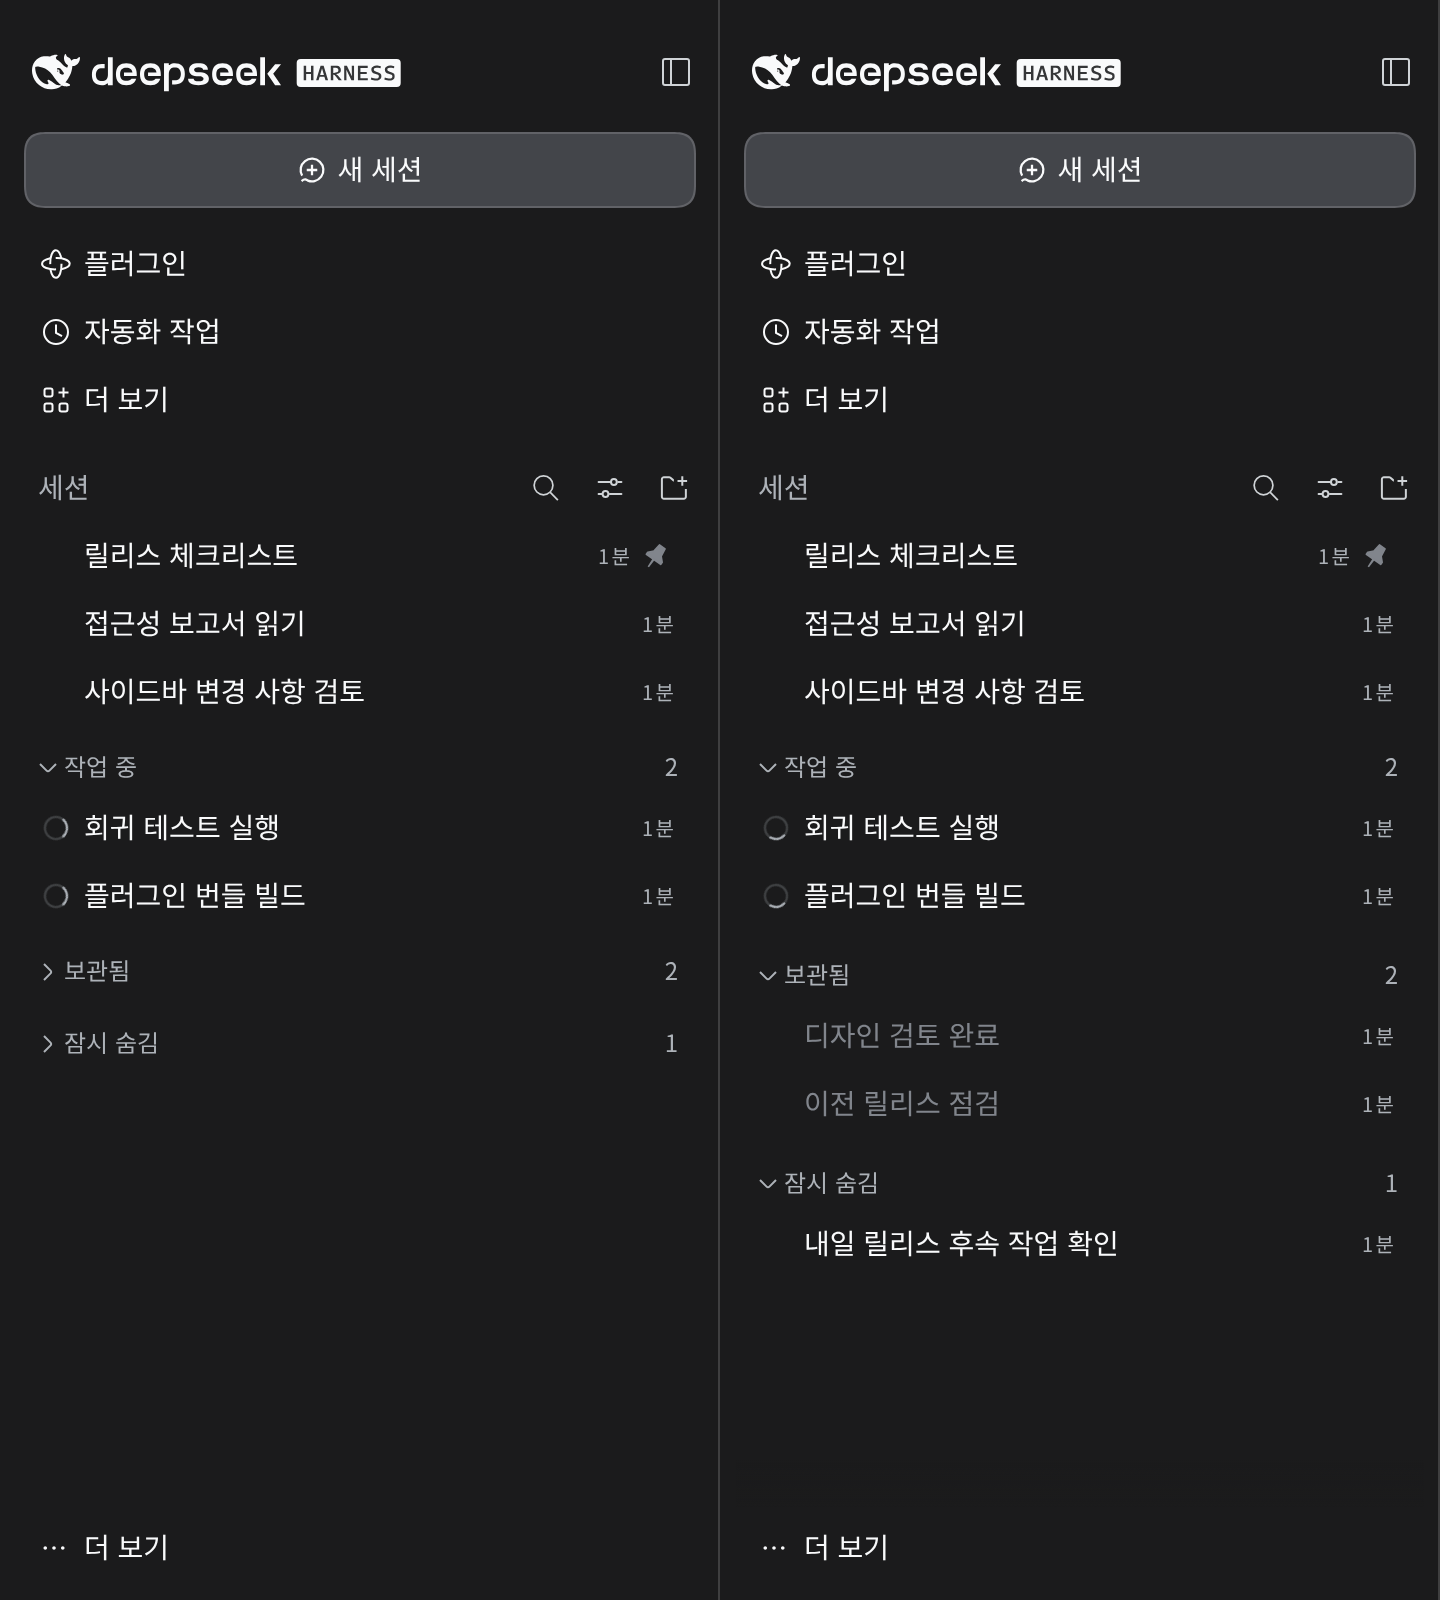 deepseek HARNESS
새 세션
플러그인
자동화 작업
더 보기
세션
릴리스 체크리스트 1분
접근성 보고서 읽기 1분
사이드바 변경 사항 검토 1분
작업 중 2
회귀 테스트 실행 1분
플러그인 번들 빌드 1분
보관됨 2
잠시 숨김 1
더 보기
deepseek HARNESS
새 세션
플러그인
자동화 작업
더 보기
세션
릴리스 체크리스트 1분
접근성 보고서 읽기 1분
사이드바 변경 사항 검토 1분
작업 중 2
회귀 테스트 실행 1분
플러그인 번들 빌드 1분
보관됨 2
디자인 검토 완료 1분
이전 릴리스 점검 1분
잠시 숨김 1
내일 릴리스 후속 작업 확인 1분
더 보기